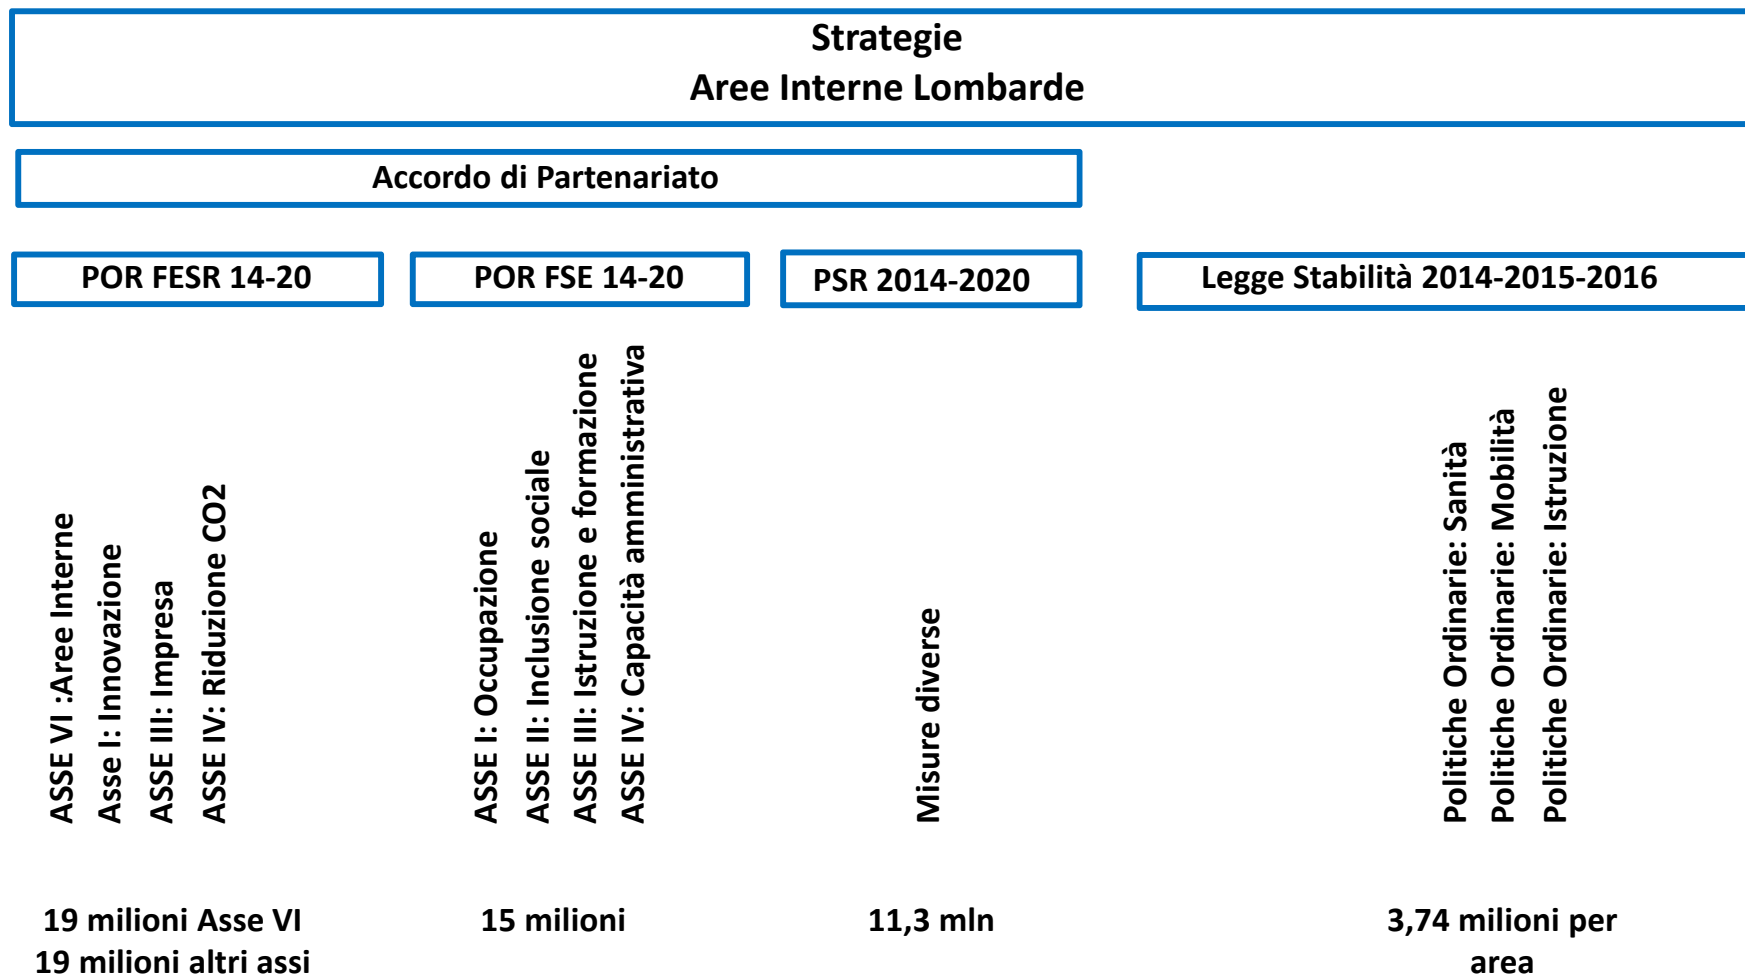 Strategie
Aree Interne Lombarde
Accordo di Partenariato
POR FESR 14-20
POR FSE 14-20
PSR 2014-2020
Legge Stabilità 2014-2015-2016
ASSE VI :Aree Interne
Asse I: Innovazione
ASSE III: Impresa
ASSE IV: Riduzione CO2
ASSE I: Occupazione
ASSE II: Inclusione sociale
ASSE III: Istruzione e formazione
ASSE IV: Capacità amministrativa
Misure diverse
Politiche Ordinarie: Sanità
Politiche Ordinarie: Mobilità
Politiche Ordinarie: Istruzione
19 milioni Asse VI
19 milioni altri assi
15 milioni
11,3 mln
3,74 milioni per
area